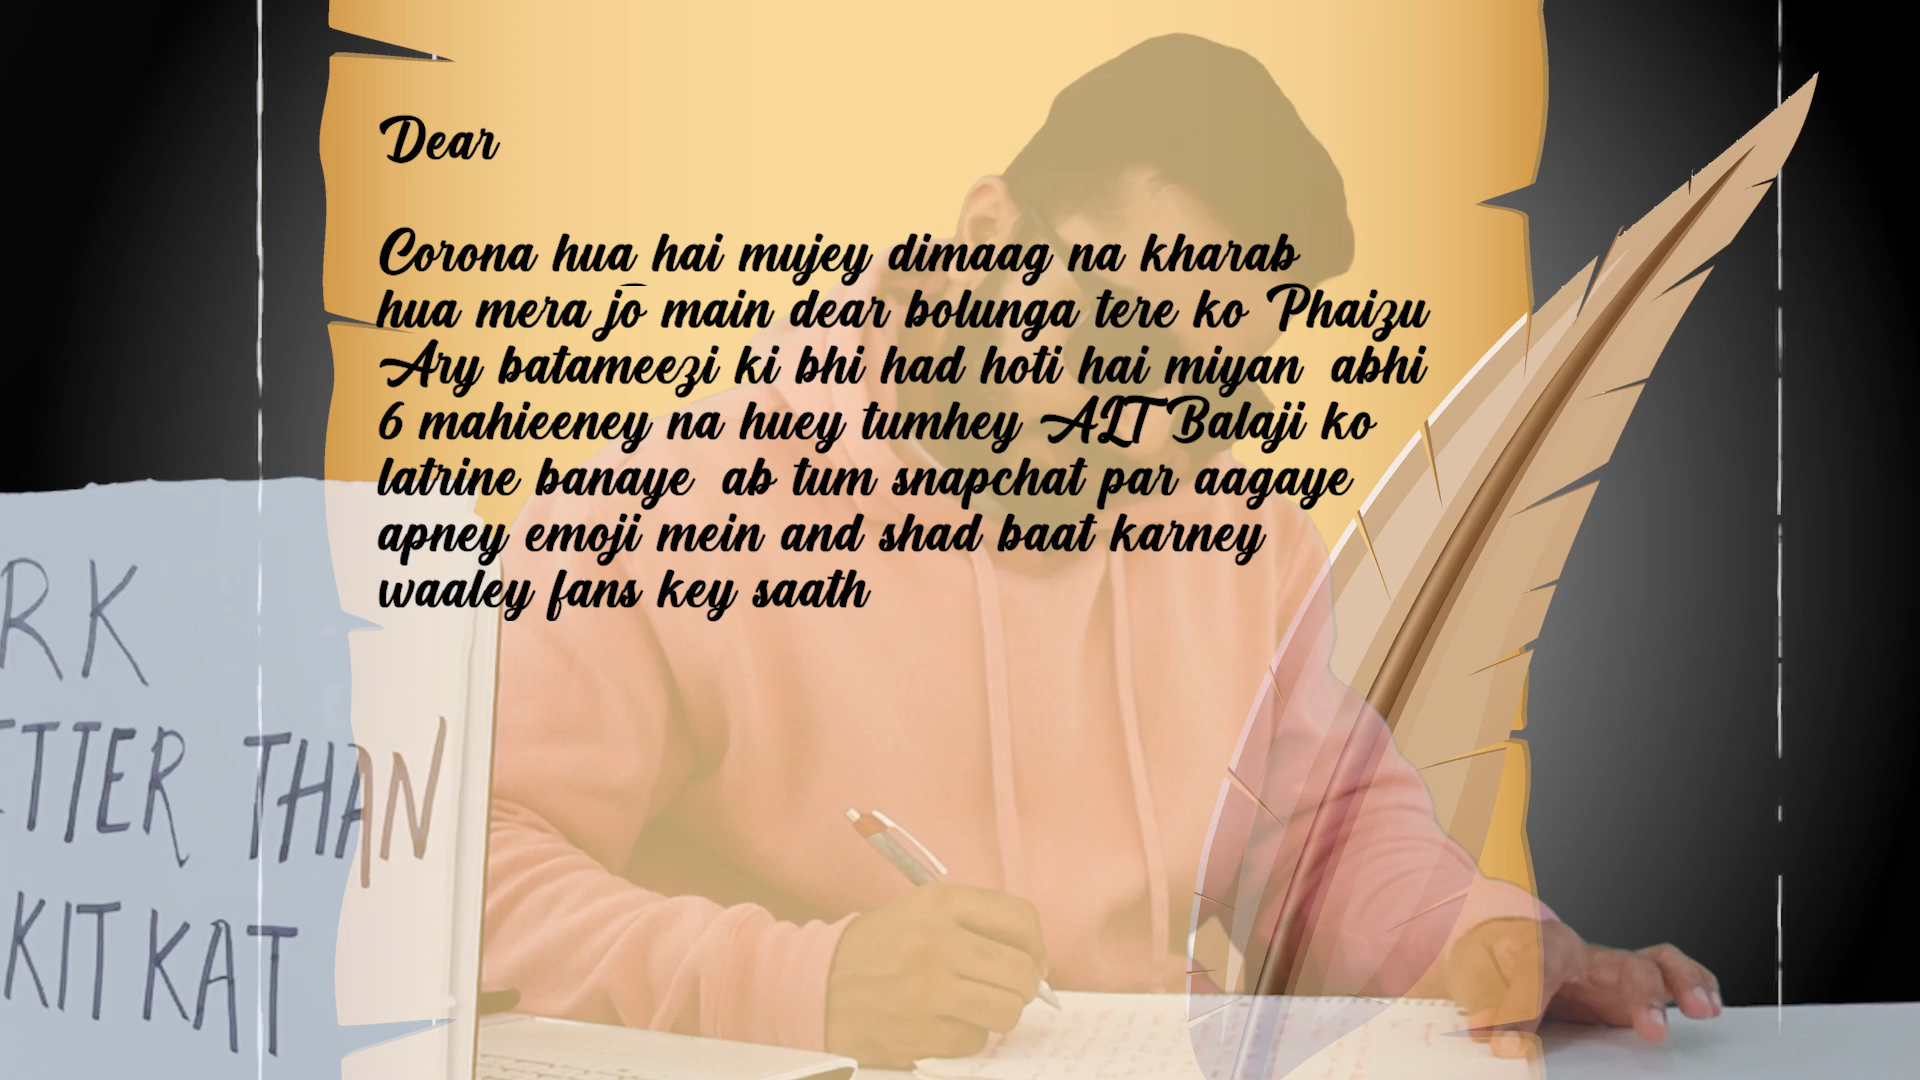 Dear
Corona hua hai mujey dimaag na kharab
hua mera jo main dear bolunga tere ko Phaizu
Ary batameezi ki bhi had hoti hai miyan abhi
6 mahieeney na huey tumhey ALT Balaji ko
latrine banaye ab tum snapchat par aagaye
apney emoji mein and shad baat karney
waaley fans key saath
RK
TTER THAN
KITKAT